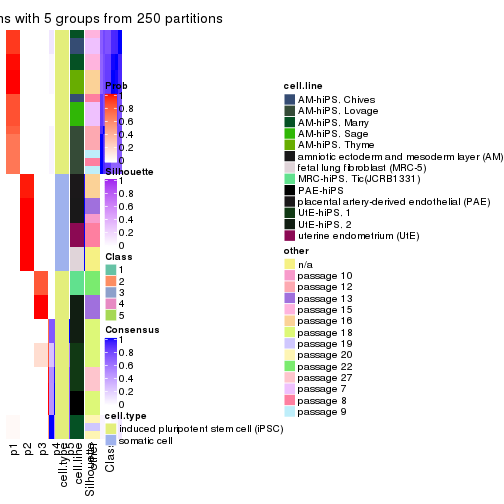 ns with 5 groups from 250 partitions
Prob
0.8
0.6
0.4
0.2
0
Silhouette
1
0.8
0.6
0.4
0.2
0
Class
1
2
3
4
5
Consensus
1
0.8
0.6
0.4
0.2
0
cell.type
induced pluripotent stem cell (iPSC)
somatic cell
cell.line
AM-hiPS. Chives
AM-hiPS. Lovage
AM-hiPS. Marry
AM-hiPS. Sage
AM-hiPS. Thyme
amniotic ectoderm and mesoderm layer (AM)
fetal lung fibroblast (MRC-5)
MRC-hiPS. Tic(JCRB1331)
PAE-hiPS
placental artery-derived endothelial (PAE)
UtE-hiPS. 1
UtE-hiPS. 2
uterine endometrium (UtE)
other
n/a
passage 10
passage 12
passage 13
passage 15
passage 16
passage 18
passage 19
passage 20
passage 22
passage 27
passage 7
passage 8
passage 9
p1
p2
p3
p4
cell.type
p5
cell.line
Silhouette
other
Class